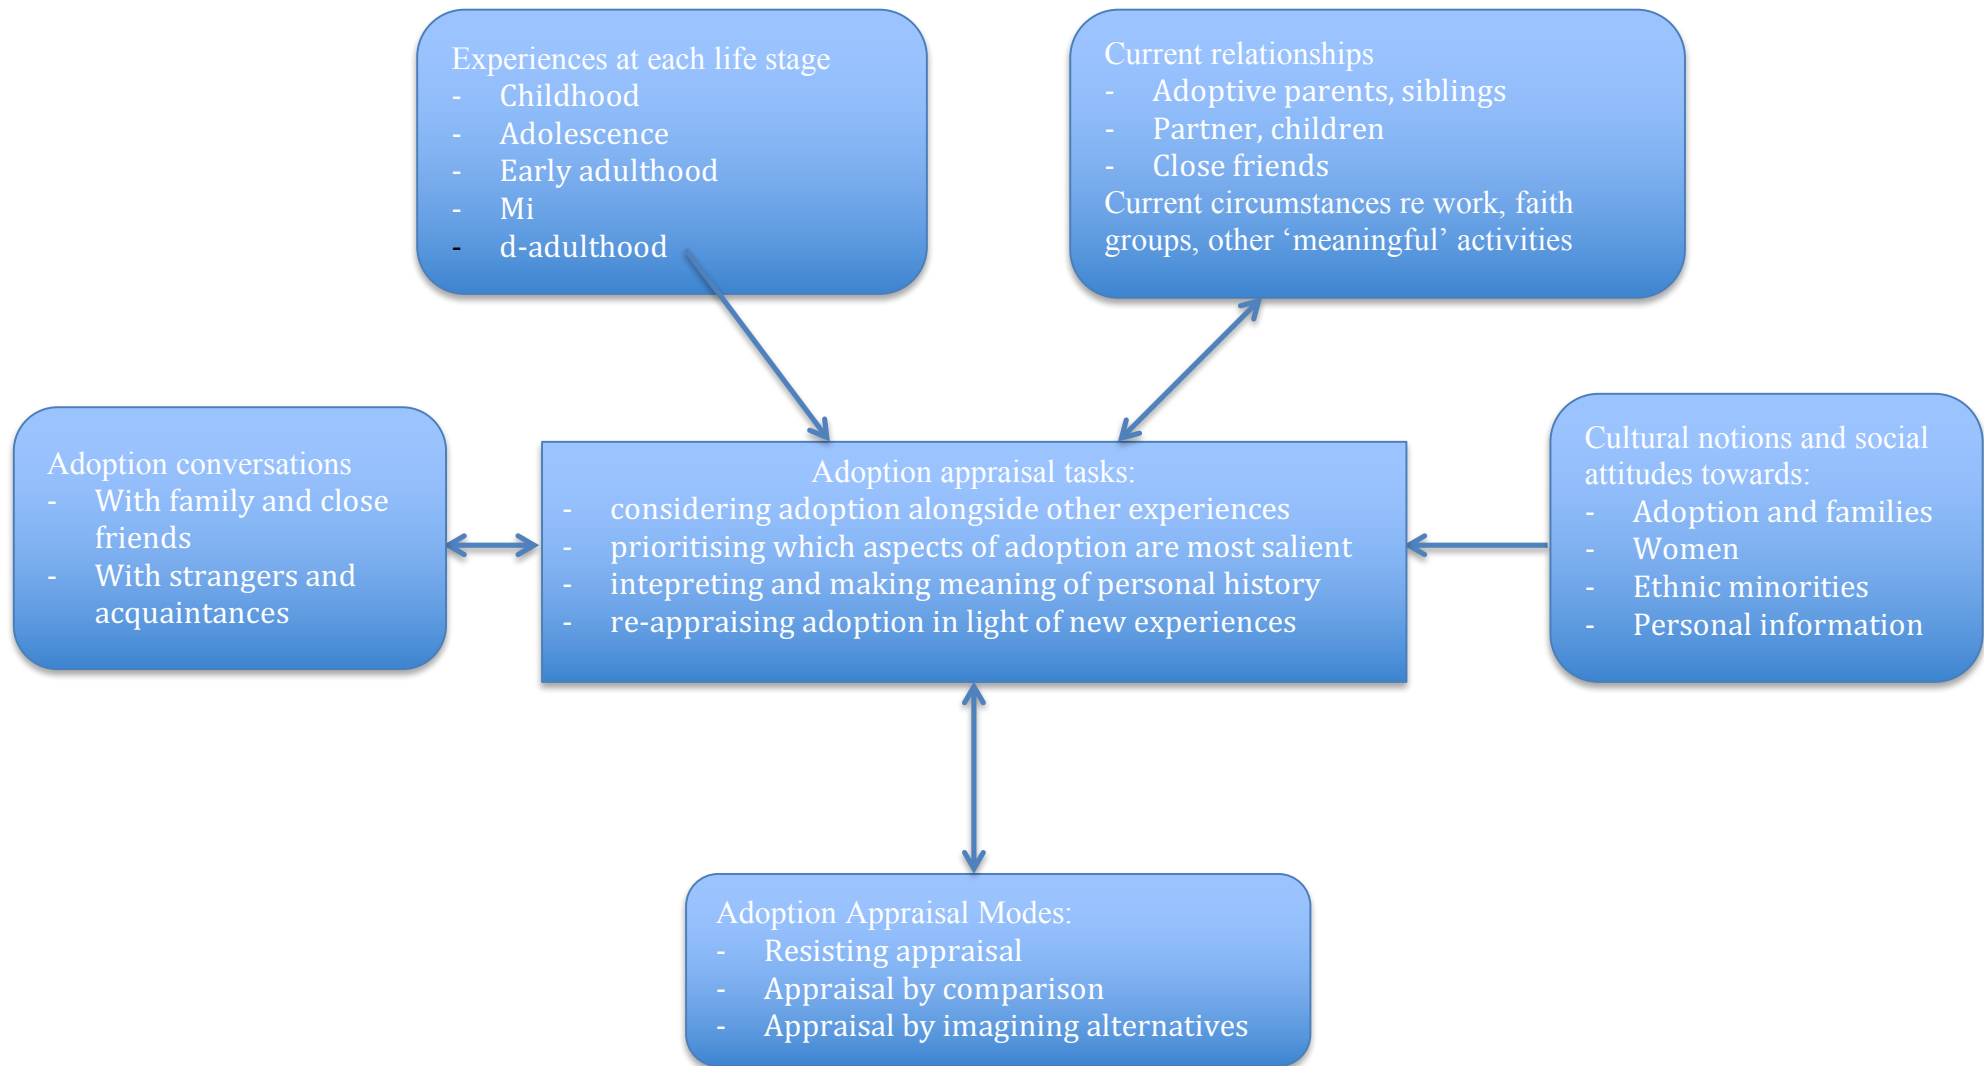 Experiences at each life stage
- Childhood
- Adolescence
- Early adulthood
- Mi
- d-adulthood
Current relationships
- Adoptive parents, siblings
- Partner, children
- Close friends
Current circumstances re work, faith
groups, other ‘meaningful’ activities
Adoption conversations
- With family and close
friends
- With strangers and
acquaintances
Adoption appraisal tasks:
- considering adoption alongside other experiences
- prioritising which aspects of adoption are most salient
- intepreting and making meaning of personal history
- re-appraising adoption in light of new experiences
Cultural notions and social
attitudes towards:
- Adoption and families
- Women
- Ethnic minorities
- Personal information
Adoption Appraisal Modes:
- Resisting appraisal
- Appraisal by comparison
- Appraisal by imagining alternatives